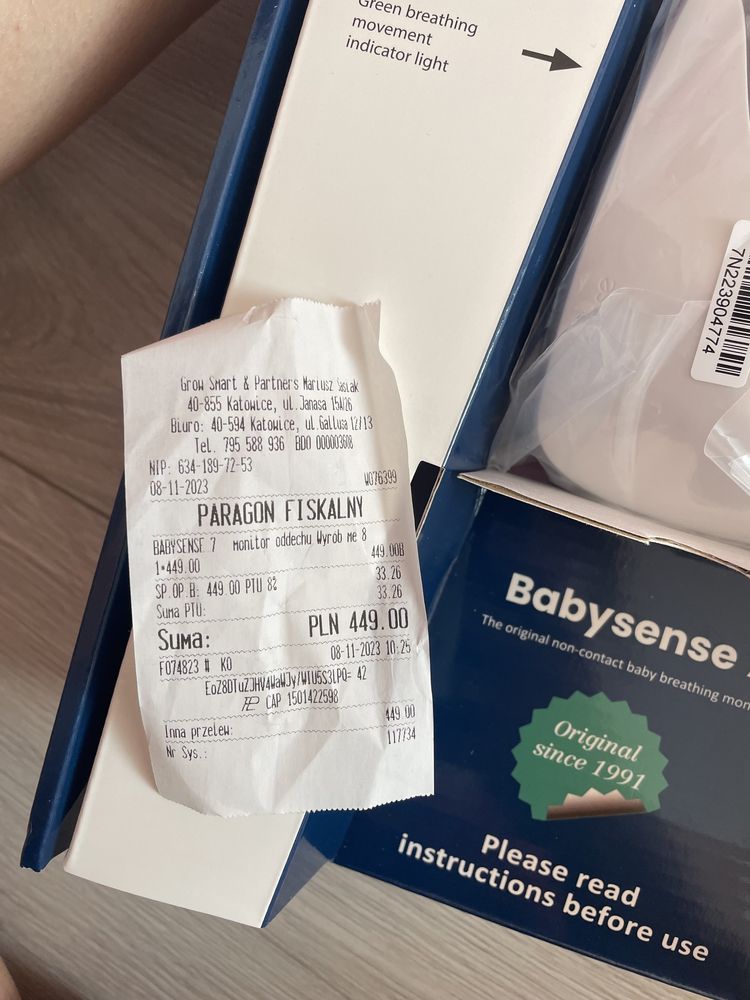 Green breathing
movement
indicator light
7N223904774
Grow Smart & Partners Mariusz Saslak
40-855 Katowice, ul.Janasa 15A/26
Biuro: 40-594 Katowice, ul.Gallusa 12/13
Tel. 795 588 936 BDO 000003608
NIP: 634-189-72-53
08-11-2023 W076399
PARAGON FISKALNY
BABYSENSE 7 monitor oddechu Wyrób me 8
1*449.00 449.00B
SP.OP.B: 449.00 PTU 8% 33.26
Suma PTU: 33.26
Suma: PLN 449.00
F074823 # KO 08-11-2023 10:25
CAP 1501422598
Inna przelew: 449.00
Nr Sys.: 117734
Babysense
The original non-contact baby breathing
Original
since 1991
Please read
instructions before use